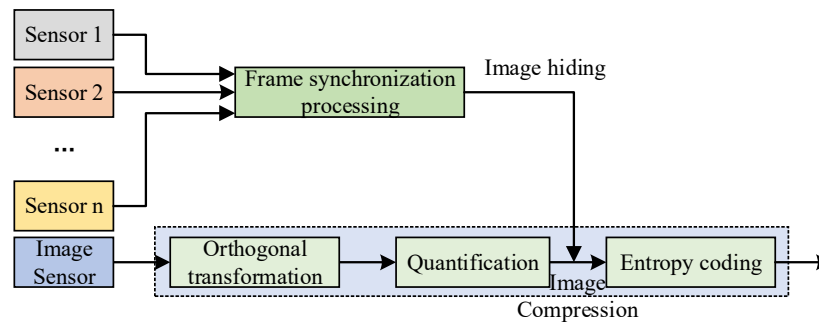 Sensor 1
Sensor 2
...
Sensor n
Image
Sensor
Frame synchronization
processing
Image hiding
Orthogonal
transformation
Quantification
Entropy coding
Image
Compression